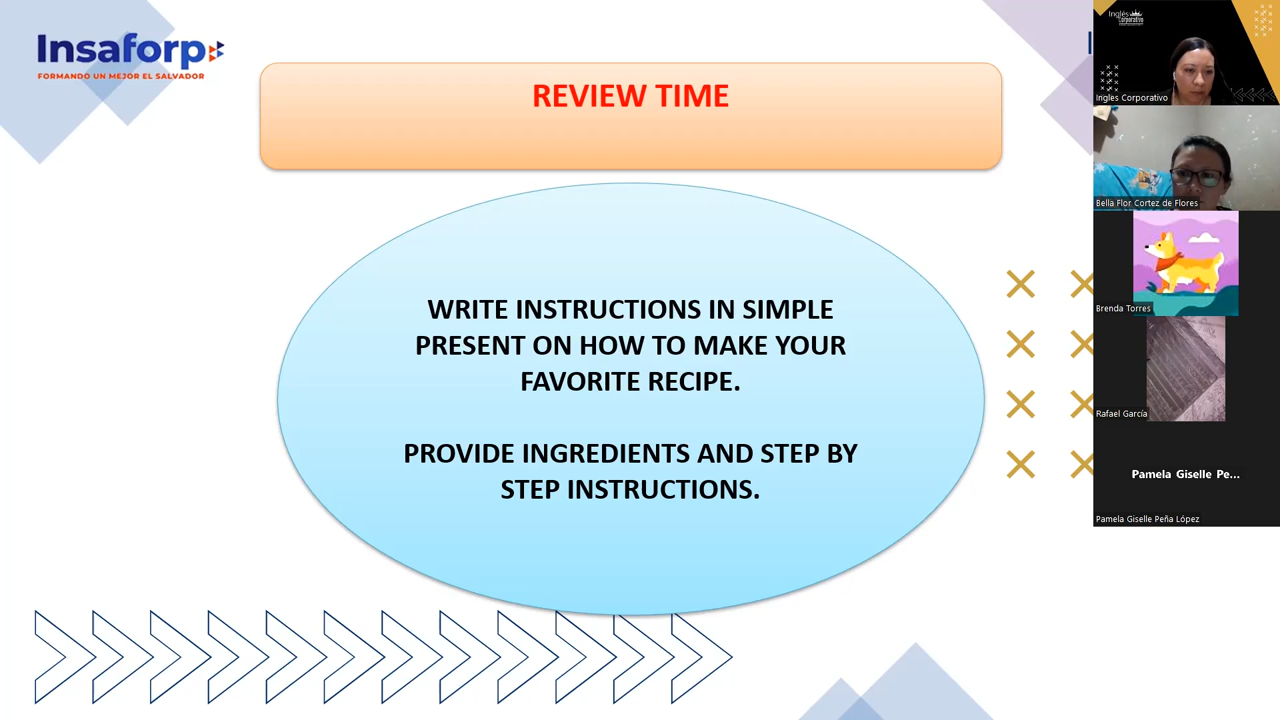 Insaforp
FORMANDO UN MEJOR EL SALVADOR
REVIEW TIME
WRITE INSTRUCTIONS IN SIMPLE
PRESENT ON HOW TO MAKE YOUR
FAVORITE RECIPE.
PROVIDE INGREDIENTS AND STEP BY
STEP INSTRUCTIONS.
Inglés
Corporativo
Ingles Corporativo
Bella Flor Cortez de Flores
Brenda Torres
Rafael García
Pamela Giselle Pe...
Pamela Giselle Peña López